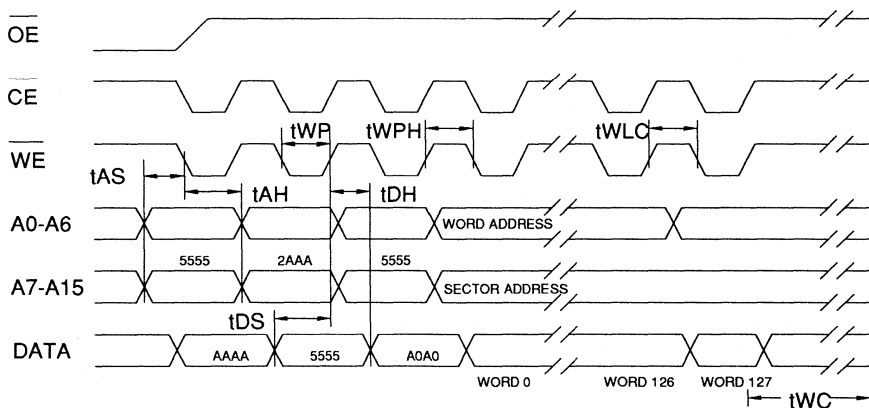 OE
CE
tWP tWPH tWLC
WE
tAS
tAH tDH
A0-A6 WORD ADDRESS
5555 2AAA 5555
A7-A15 SECTOR ADDRESS
tDS
DATA AAAA 5555 A0A0
WORD 0 WORD 126 WORD 127
tWC